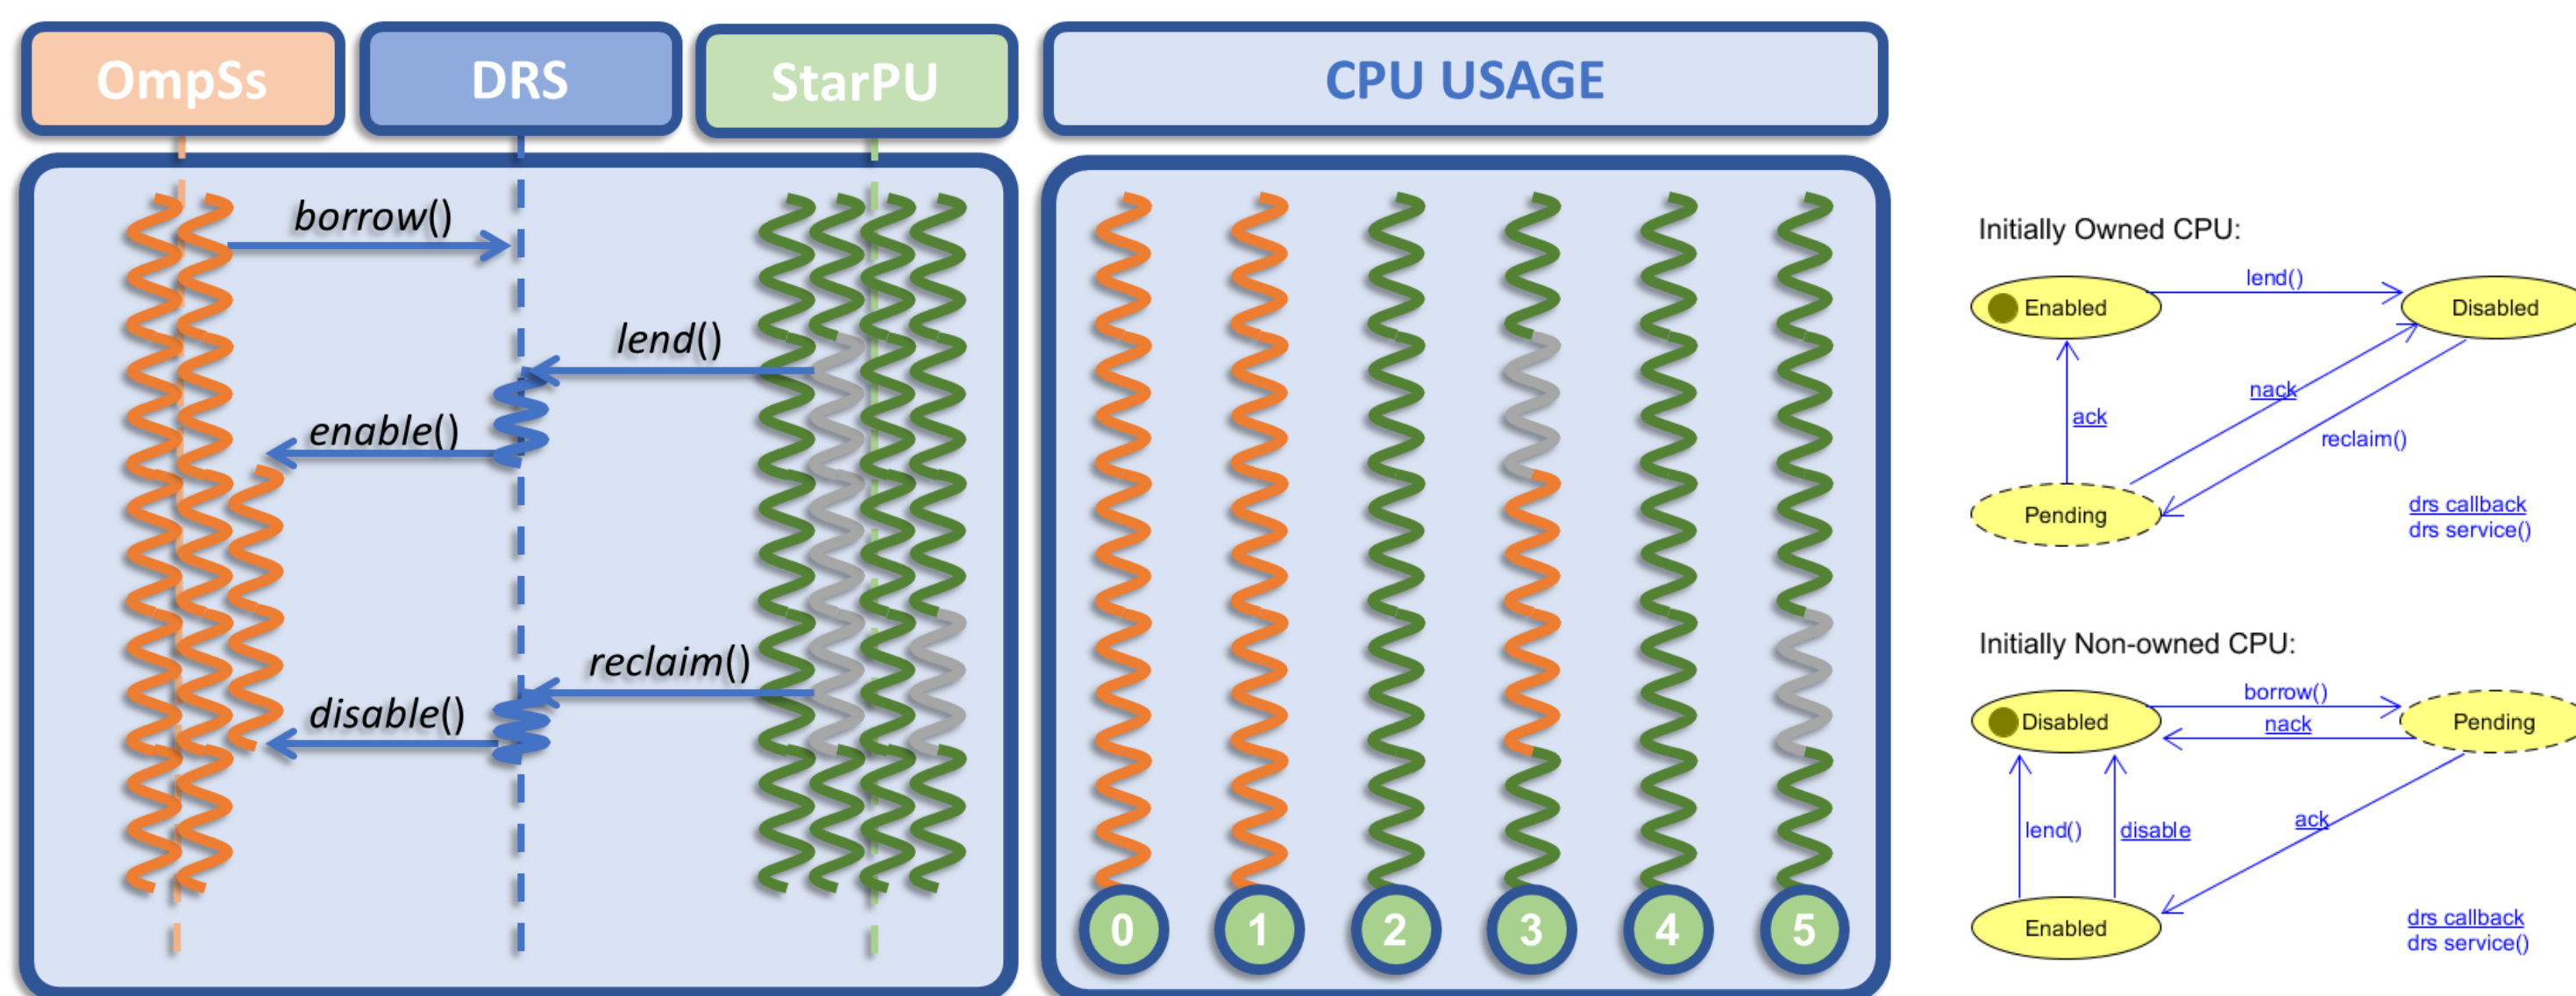 OmpSs
DRS
StarPU
CPU USAGE
borrow()
lend()
enable()
reclaim()
disable()
0
1
2
3
4
5
Initially Owned CPU:
lend()
Enabled
Disabled
nack
ack
reclaim()
Pending
drs callback
drs service()
Initially Non-owned CPU:
borrow()
Disabled
nack
Pending
lend()
disable
ack
Enabled
drs callback
drs service()